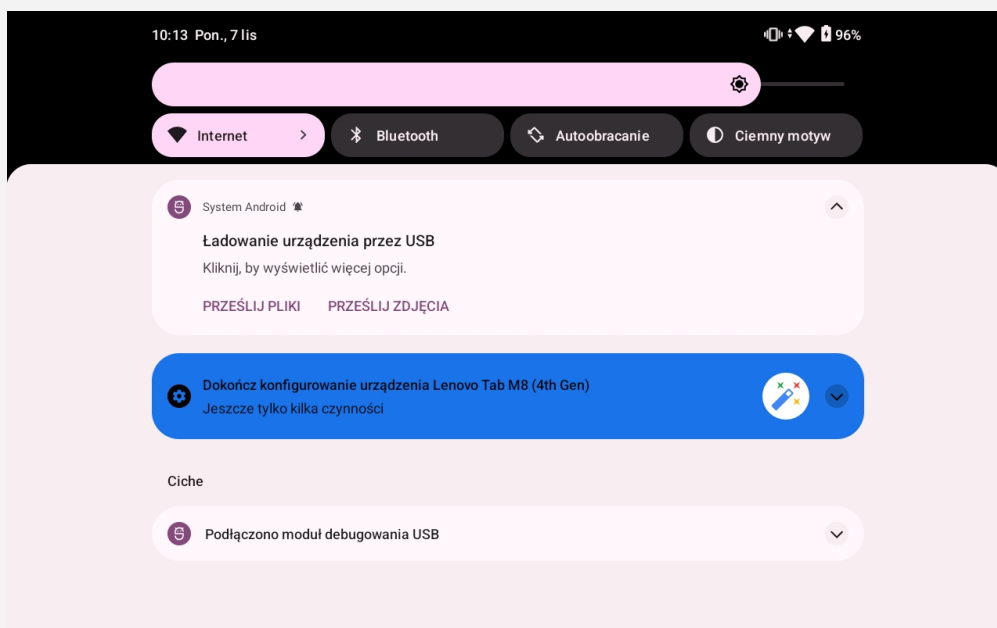 10:13 Pon., 7 lis 96%
Internet Bluetooth Autoobracanie Ciemny motyw
System Android
Ładowanie urządzenia przez USB
Kliknij, by wyświetlić więcej opcji.
PRZEŚLIJ PLIKI PRZEŚLIJ ZDJĘCIA
Dokończ konfigurowanie urządzenia Lenovo Tab M8 (4th Gen)
Jeszcze tylko kilka czynności
Ciche
Podłączono moduł debugowania USB